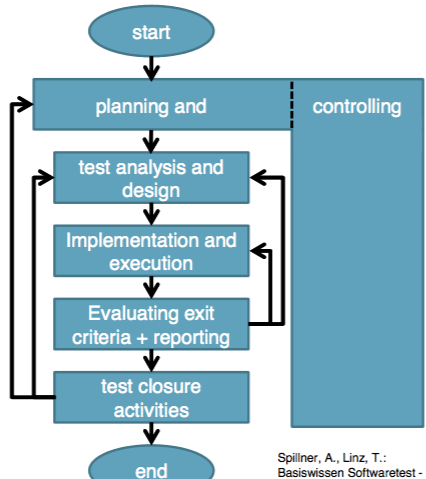 start
planning and
controlling
test analysis and
design
Implementation and
execution
Evaluating exit
criteria + reporting
test closure
activities
end
Spillner, A., Linz, T.:
Basiswissen Softwaretest -